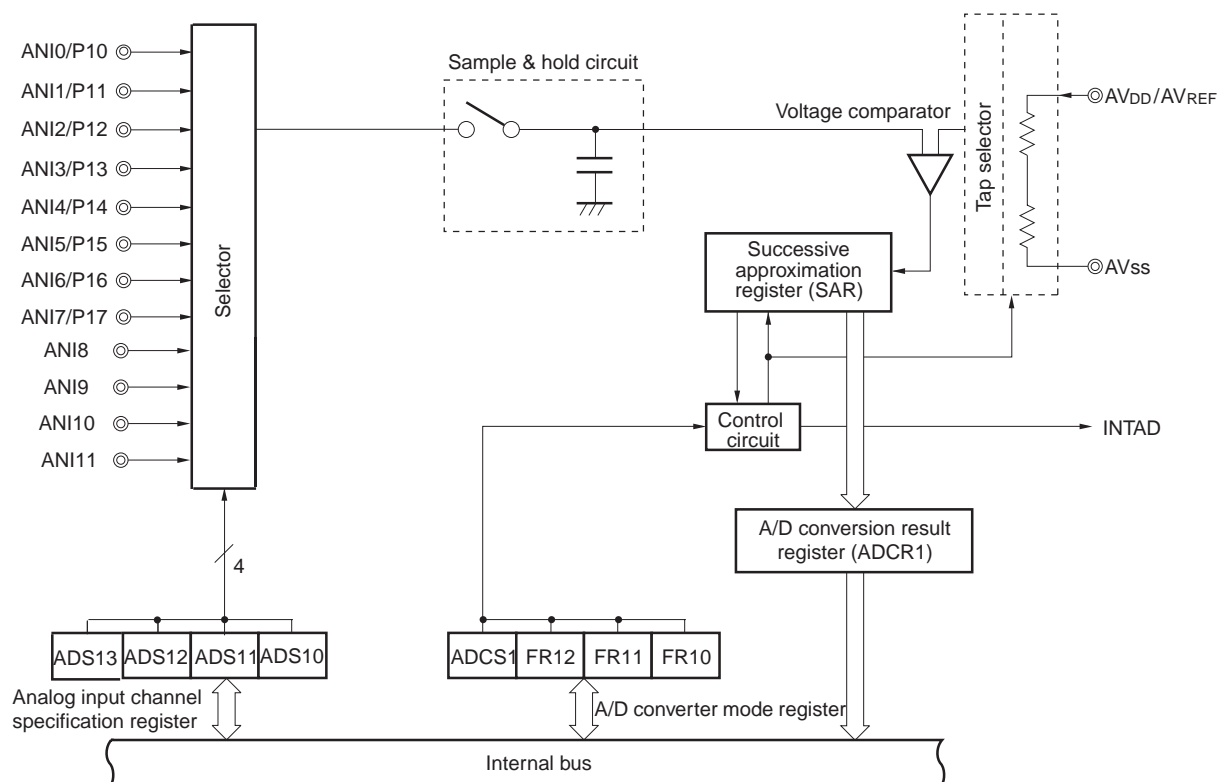 ANI0/P10
ANI1/P11
ANI2/P12
ANI3/P13
ANI4/P14
ANI5/P15
ANI6/P16
ANI7/P17
ANI8
ANI9
ANI10
ANI11
Selector
Sample & hold circuit
Voltage comparator
Tap selector
AVDD/AVREF
AVSS
Successive
approximation
register (SAR)
Control
circuit
INTAD
A/D conversion result
register (ADCR1)
4
ADS13 ADS12 ADS11 ADS10
Analog input channel
specification register
ADCS1 FR12 FR11 FR10
A/D converter mode register
Internal bus